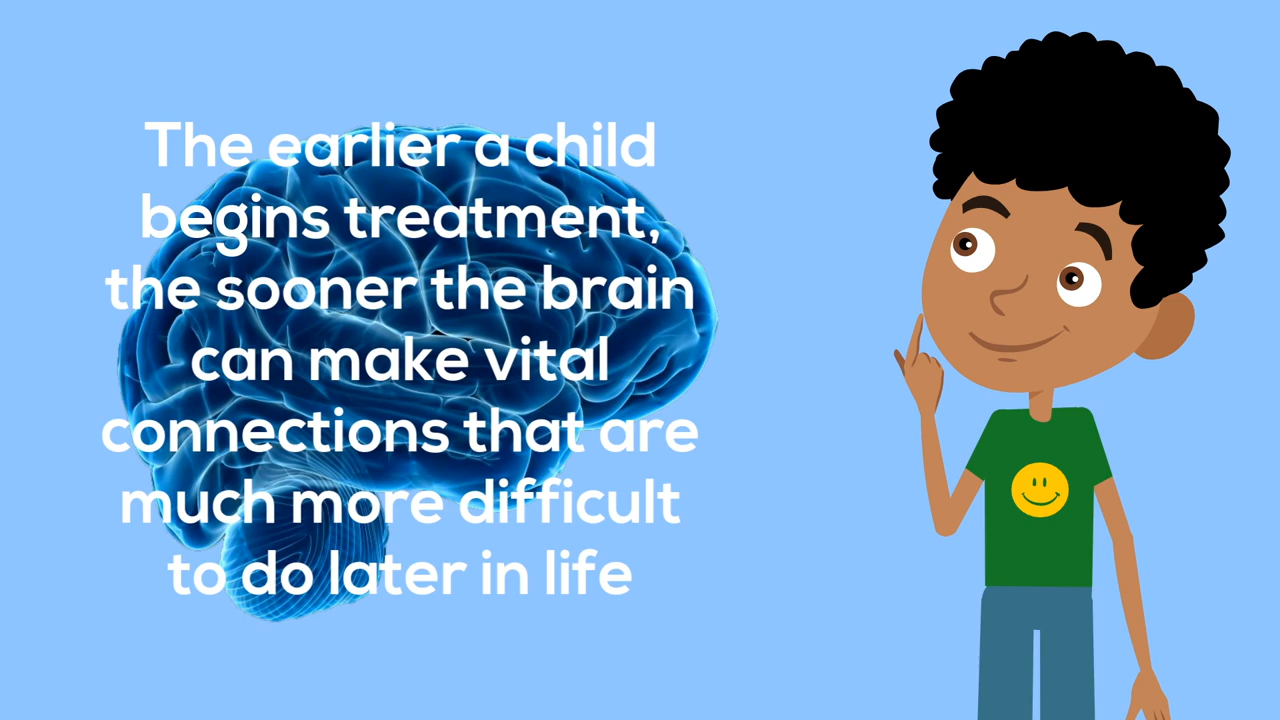 The earlier a child
begins treatment,
the sooner the brain
can make vital
connections that are
much more difficult
to do later in life